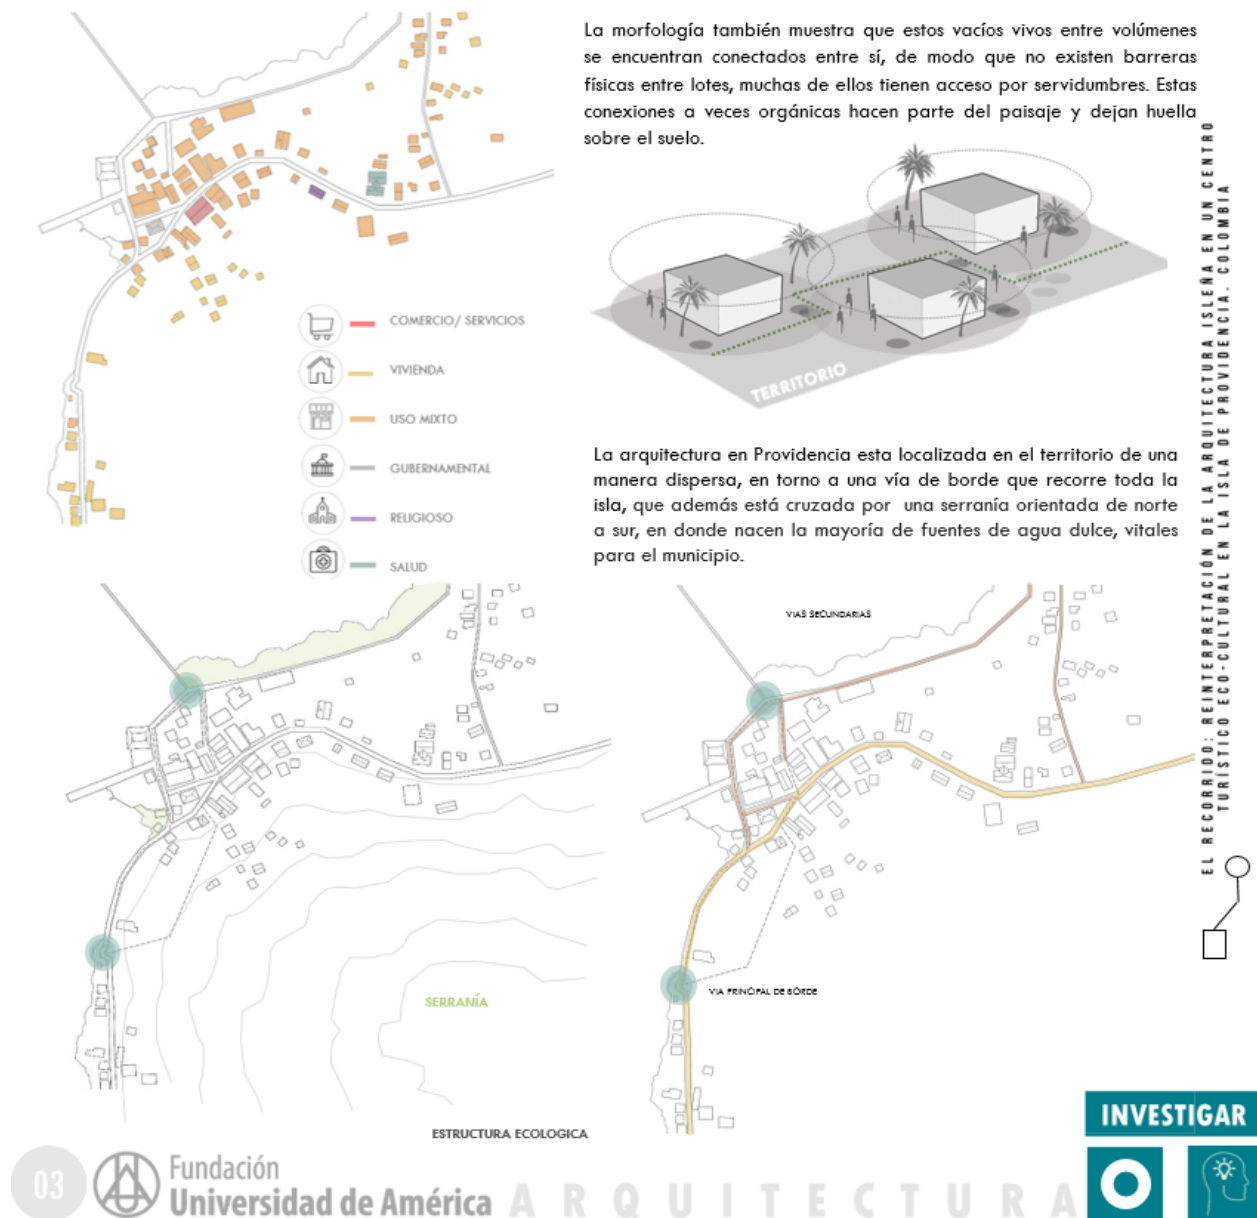 La morfología también muestra que estos vacíos vivos entre volúmenes
se encuentran conectados entre sí, de modo que no existen barreras
físicas entre lotes, muchas de ellos tienen acceso por servidumbres. Estas
conexiones a veces orgánicas hacen parte del paisaje y dejan huella
sobre el suelo.
TERRITORIO
COMERCIO/ SERVICIOS
VIVIENDA
USO MIXTO
GUBERNAMENTAL
RELIGIOSO
SALUD
La arquitectura en Providencia esta localizada en el territorio de una
manera dispersa, en torno a una vía de borde que recorre toda la
isla, que además está cruzada por una serranía orientada de norte
a sur, en donde nacen la mayoría de fuentes de agua dulce, vitales
para el municipio.
EL RECORRIDO: REINTERPRETACIÓN DE LA ARQUITECTURA ISLEÑA EN UN CENTRO
TURÍSTICO ECO-CULTURAL EN LA ISLA DE PROVIDENCIA. COLOMBIA
SERRANÍA
ESTRUCTURA ECOLOGICA
VIAS SECUNDARIAS
VIA PRINCIPAL DE BORDE
INVESTIGAR
03
Fundación
Universidad de América
ARQUITECTURA